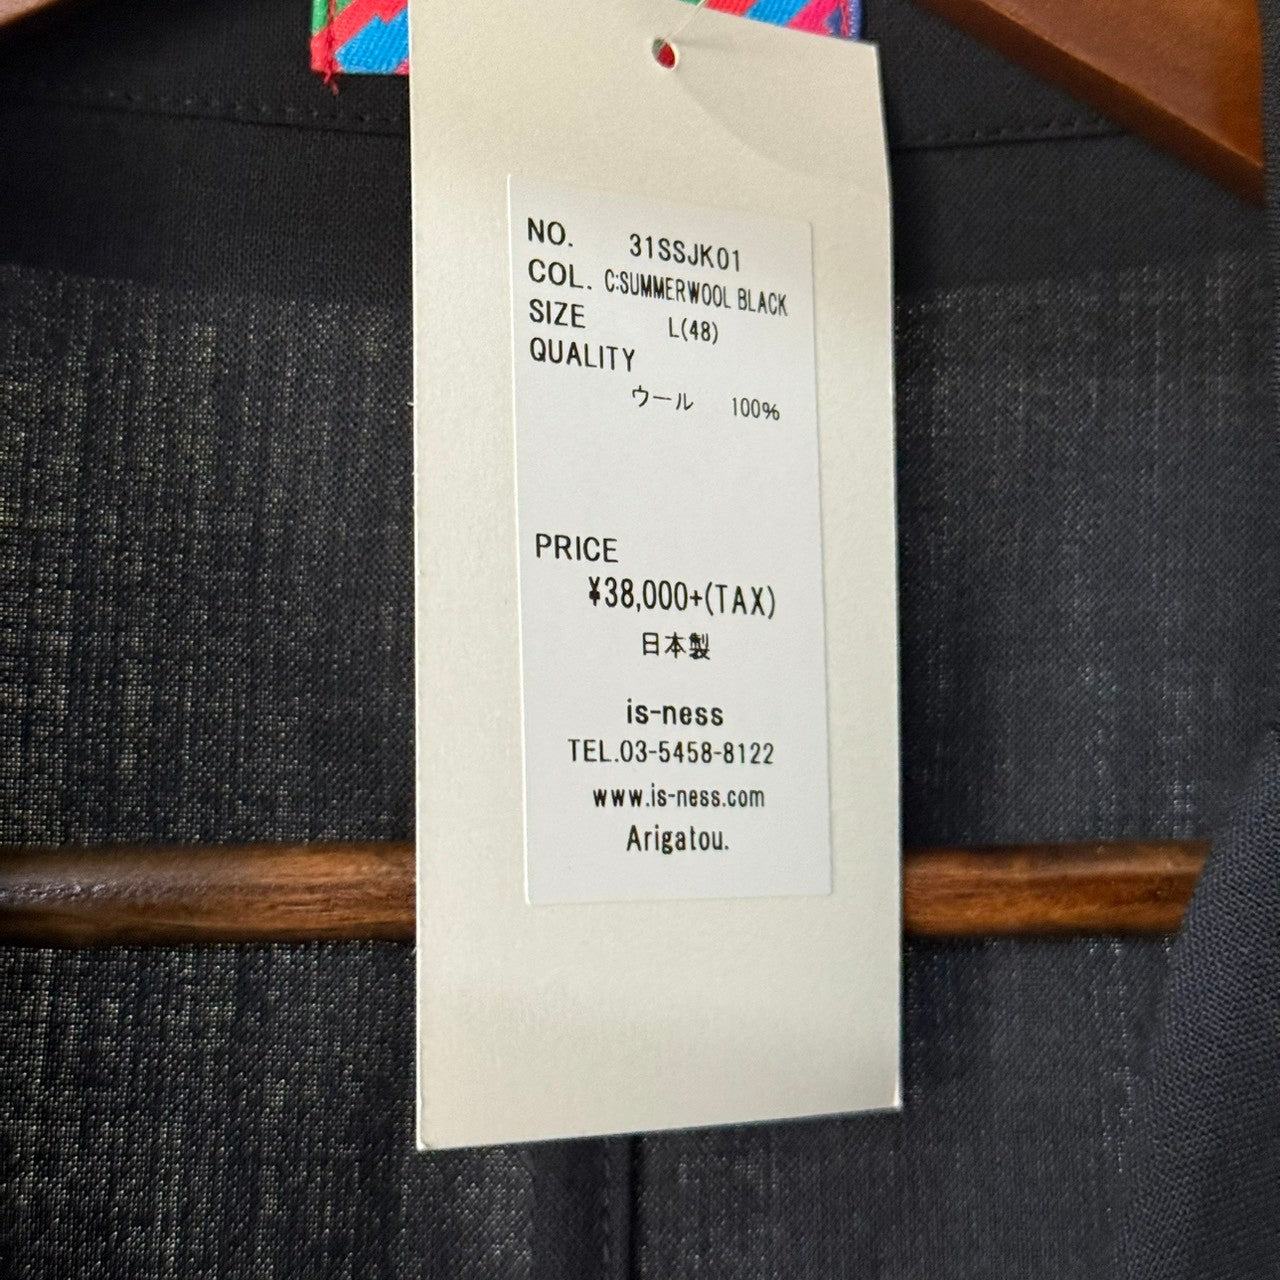 NO. 31SSJK01
COL. C:SUMMERWOOL BLACK
SIZE L(48)
QUALITY
ウール 100%
PRICE
¥38,000+(TAX)
日本製
is-ness
TEL.03-5458-8122
www.is-ness.com
Arigatou.